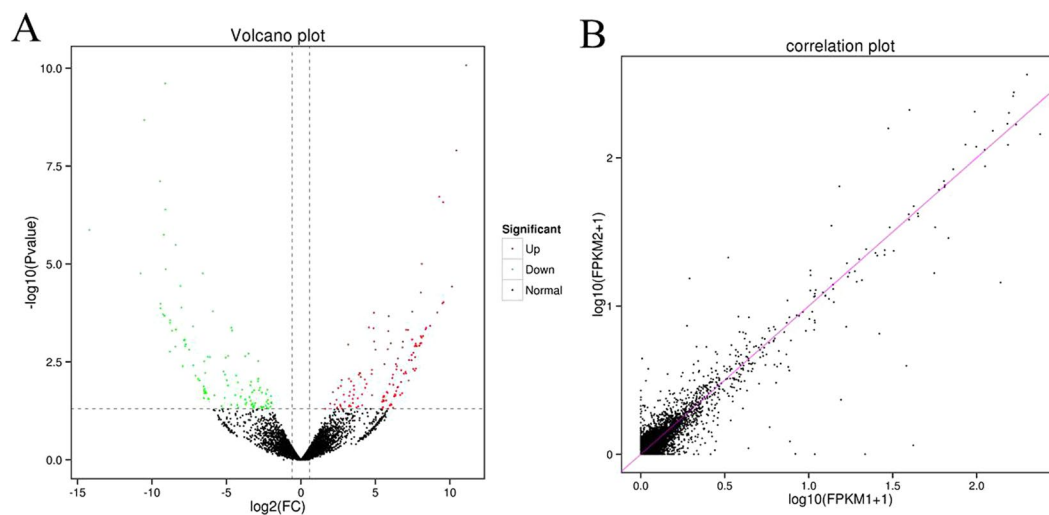 A
Volcano plot
10.0
7.5
5.0
2.5
0.0
-log10(Pvalue)
-15
-10
-5
0
5
10
log2(FC)
Significant
Up
Down
Normal
B
correlation plot
2
1
0
log10(FPKM2+1)
0.0
0.5
1.0
1.5
2.0
log10(FPKM1+1)